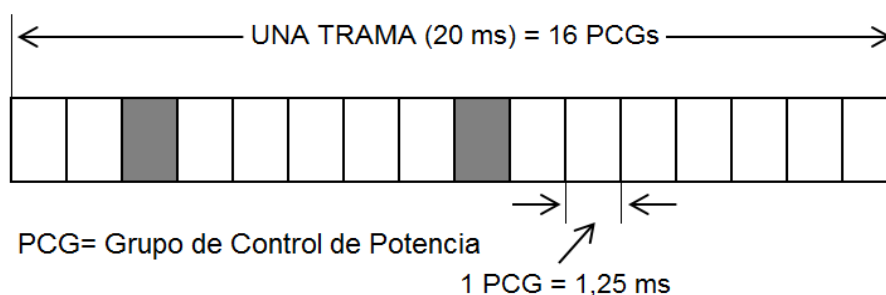 UNA TRAMA (20 ms) = 16 PCGs
PCG= Grupo de Control de Potencia
1 PCG = 1,25 ms